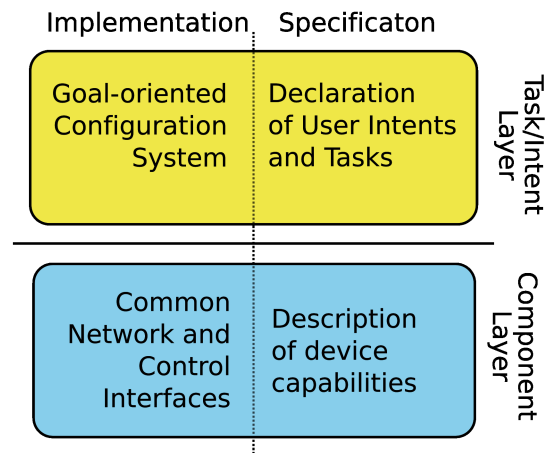 Implementation
Specificaton
Goal-oriented
Configuration
System
Declaration
of User Intents
and Tasks
Task/Intent
Layer
Common
Network and
Control
Interfaces
Description
of device
capabilities
Component
Layer